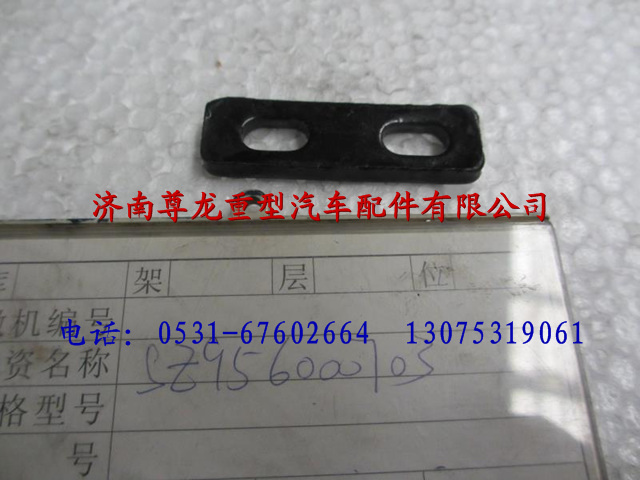 济南尊龙重型汽车配件有限公司
架 层 位
机编号
电话: 0531-67602664 13075319061
资名称 SZ956000705
格型号
号